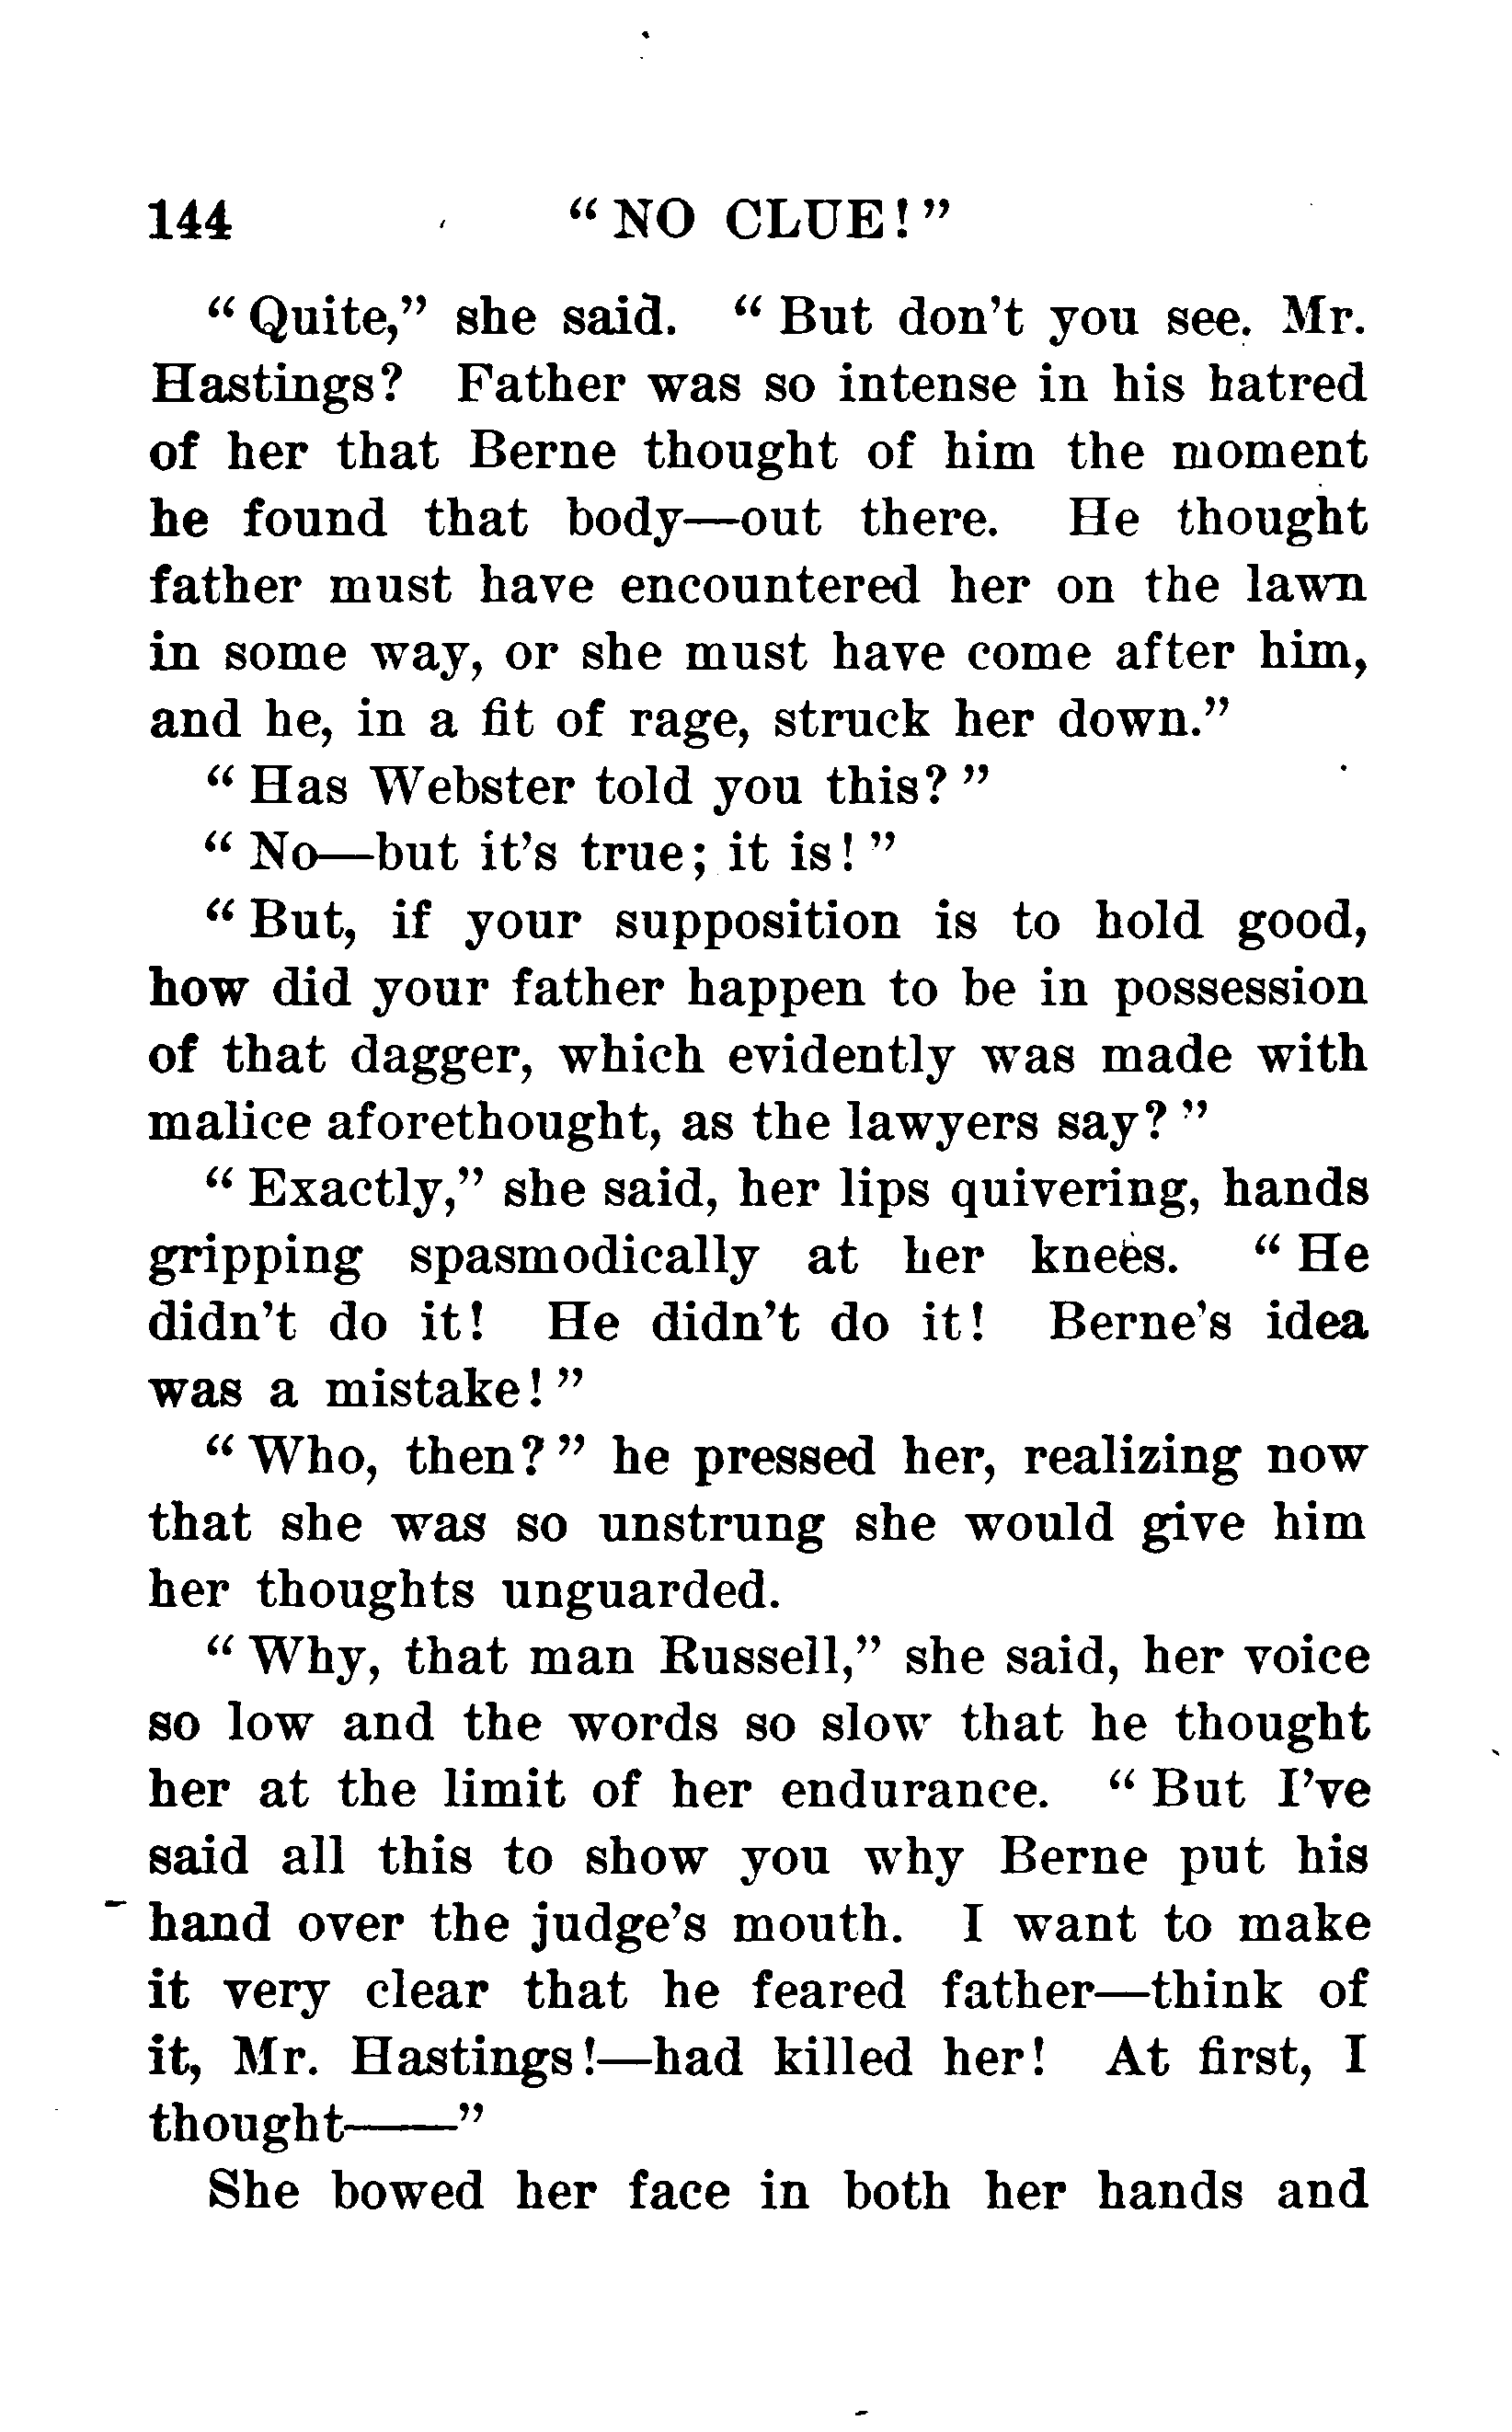 144 “NO CLUE!”
“Quite,” she said. “But don't you see. Mr.
Hastings? Father was so intense in his hatred
of her that Berne thought of him the moment
he found that body—out there. He thought
father must have encountered her on the lawn
in some way, or she must have come after him,
and he, in a fit of rage, struck her down.”
“Has Webster told you this?”
“No—but it's true; it is!”
“But, if your supposition is to hold good,
how did your father happen to be in possession
of that dagger, which evidently was made with
malice aforethought, as the lawyers say?”
“Exactly,” she said, her lips quivering, hands
gripping spasmodically at her knees. “He
didn't do it! He didn't do it! Berne's idea
was a mistake!”
“Who, then?” he pressed her, realizing now
that she was so unstrung she would give him
her thoughts unguarded.
“Why, that man Russell,” she said, her voice
so low and the words so slow that he thought
her at the limit of her endurance. “But I've
said all this to show you why Berne put his
hand over the judge's mouth. I want to make
it very clear that he feared father—think of
it, Mr. Hastings!—had killed her! At first, I
thought——”
She bowed her face in both her hands and